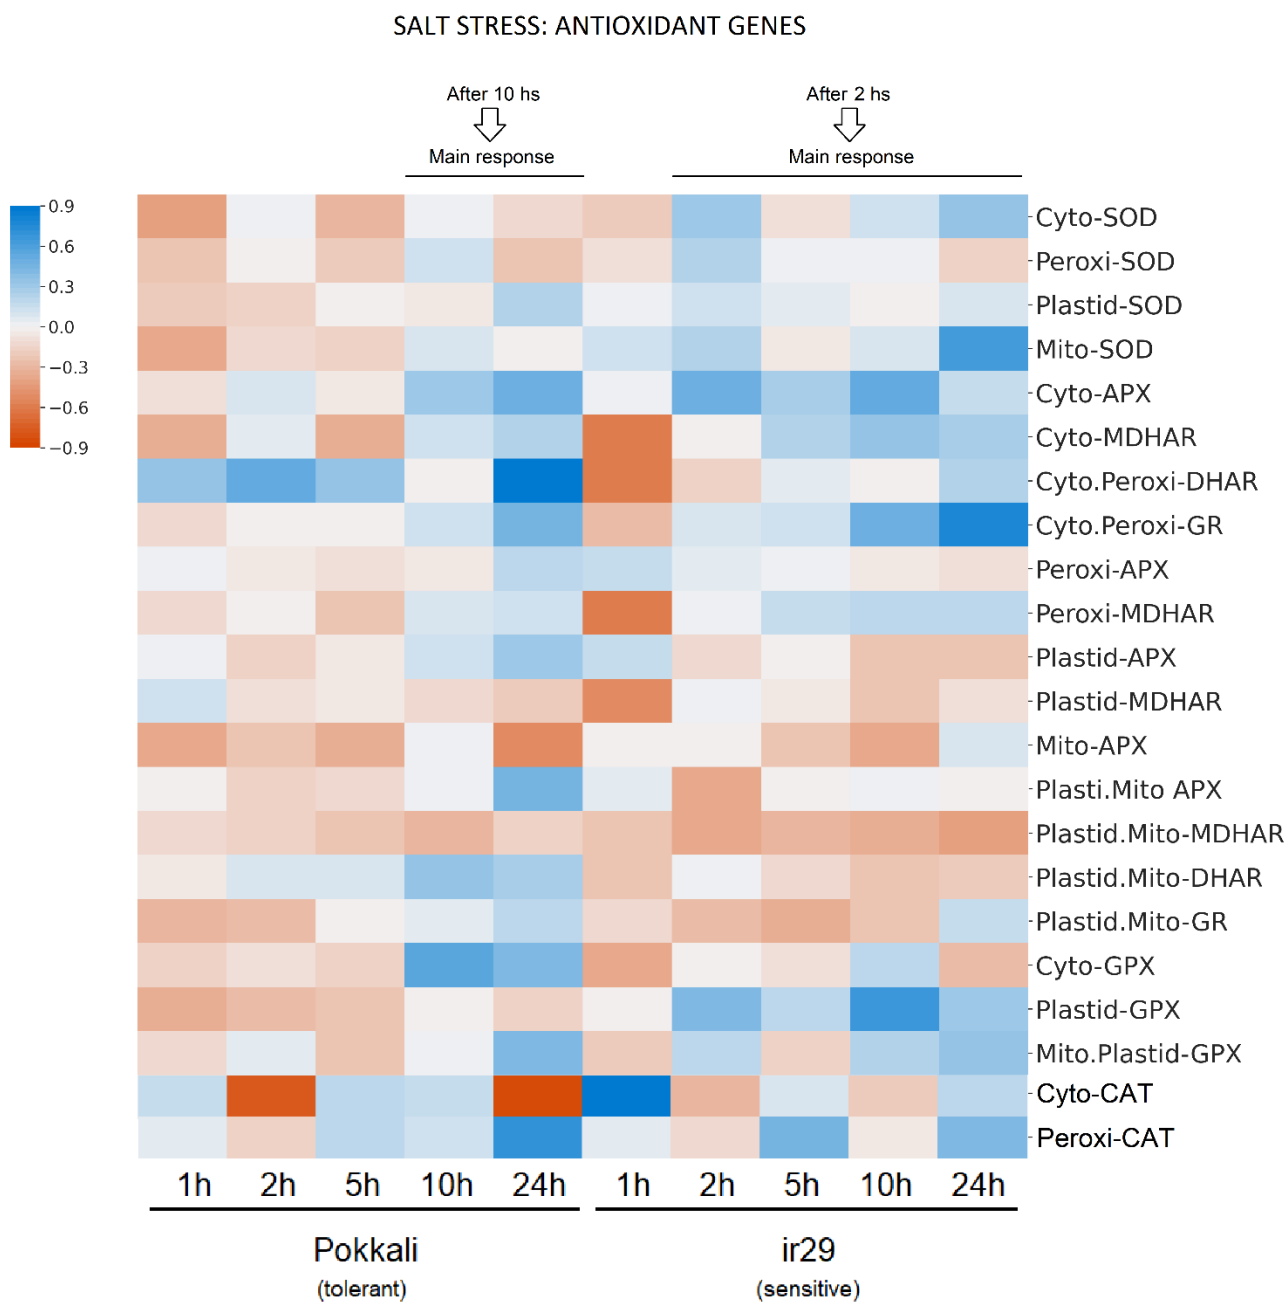 SALT STRESS: ANTIOXIDANT GENES
After 10 hs
After 2 hs
Main response
Main response
0.9
0.6
0.3
0.0
−0.3
−0.6
−0.9
Cyto-SOD
Peroxi-SOD
Plastid-SOD
Mito-SOD
Cyto-APX
Cyto-MDHAR
Cyto.Peroxi-DHAR
Cyto.Peroxi-GR
Peroxi-APX
Peroxi-MDHAR
Plastid-APX
Plastid-MDHAR
Mito-APX
Plasti.Mito APX
Plastid.Mito-MDHAR
Plastid.Mito-DHAR
Plastid.Mito-GR
Cyto-GPX
Plastid-GPX
Mito.Plastid-GPX
Cyto-CAT
Peroxi-CAT
1h 2h 5h 10h 24h 1h 2h 5h 10h 24h
Pokkali
(tolerant)
ir29
(sensitive)